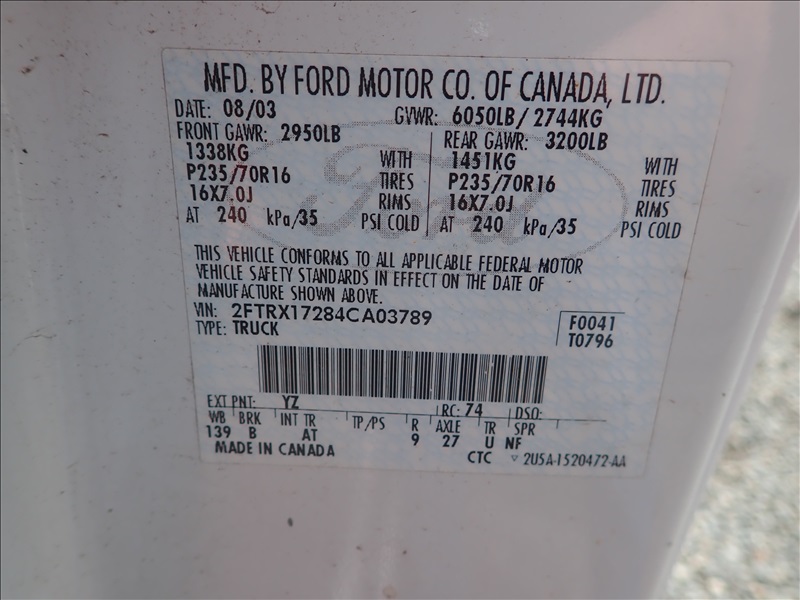 MFD. BY FORD MOTOR CO. OF CANADA, LTD.
DATE: 08/03 GVWR: 6050LB/ 2744KG
FRONT GAWR: 2950LB REAR GAWR: 3200LB
1338KG WITH 1451KG WITH
P235/70R16 TIRES P235/70R16 TIRES
16X7.0J RIMS 16X7.0J RIMS
AT 240 kPa/35 PSI COLD AT 240 kPa/35 PSI COLD
Ford
THIS VEHICLE CONFORMS TO ALL APPLICABLE FEDERAL MOTOR
VEHICLE SAFETY STANDARDS IN EFFECT ON THE DATE OF
MANUFACTURE SHOWN ABOVE.
VIN: 2FTRX17284CA03789 F0041
TYPE: TRUCK T0796
EXT PNT: YZ RC: 74 DSO:
WB BRK INT TR TP/PS R AXLE TR SPR
139 B AT 9 27 U NF
MADE IN CANADA CTC ▽ 2U5A-1520472-AA